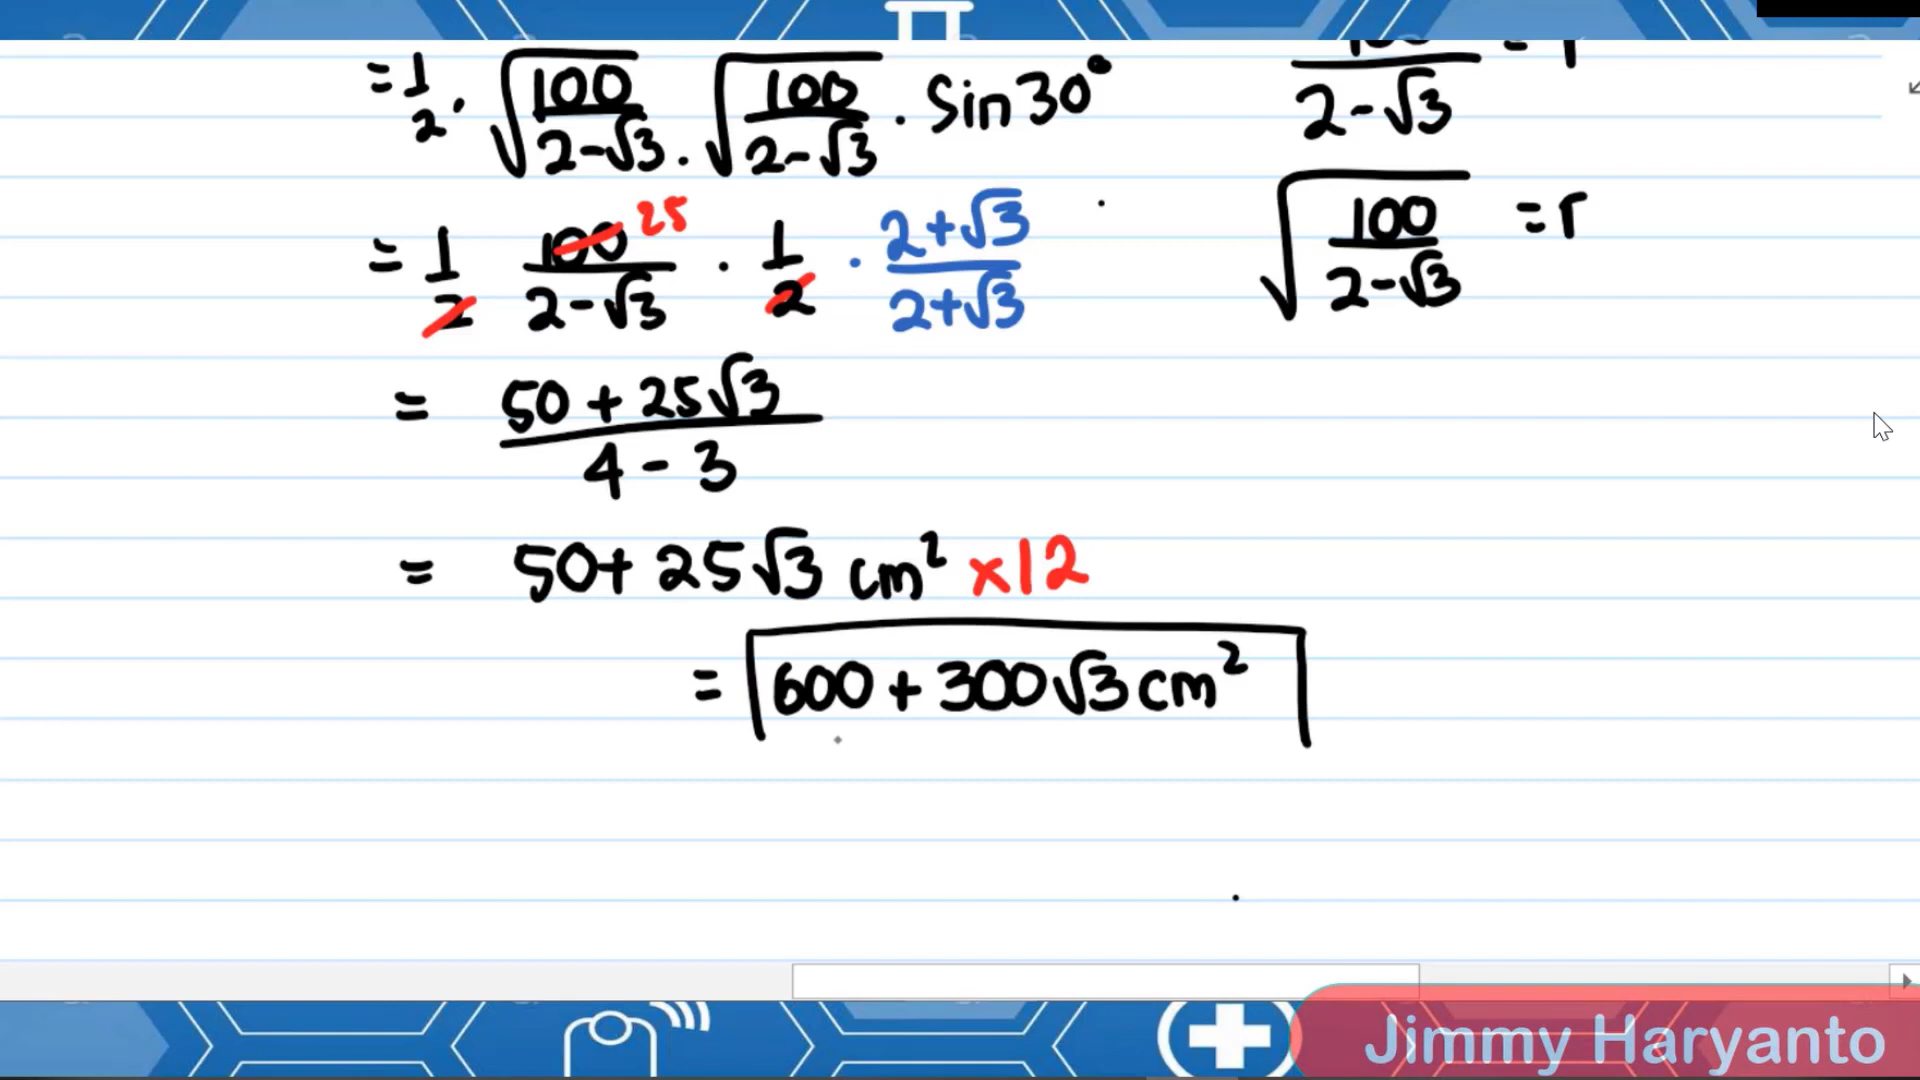 = 1/2 · √(100/(2-√3)) · √(100/(2-√3)) · Sin 30°
= 1/2 100/(2-√3) 25 · 1/2 · (2+√3)/(2+√3)
= (50 + 25√3)/(4 - 3)
= 50 + 25√3 cm² ×12
= 600 + 300√3 cm²
/(2-√3) = r
√(100/(2-√3)) = r
Jimmy Haryanto